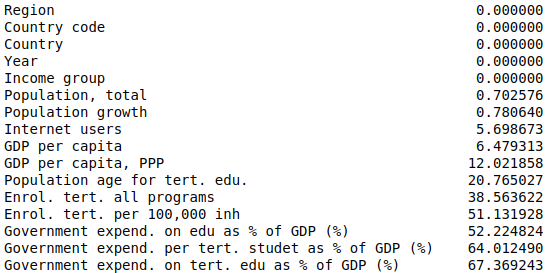 Region 0.000000
Country code 0.000000
Country 0.000000
Year 0.000000
Income group 0.000000
Population, total 0.702576
Population growth 0.780640
Internet users 5.698673
GDP per capita 6.479313
GDP per capita, PPP 12.021858
Population age for tert. edu. 20.765027
Enrol. tert. all programs 38.563622
Enrol. tert. per 100,000 inh 51.131928
Government expend. on edu as % of GDP (%) 52.224824
Government expend. per tert. studet as % of GDP (%) 64.012490
Government expend. on tert. edu as % of GDP (%) 67.369243